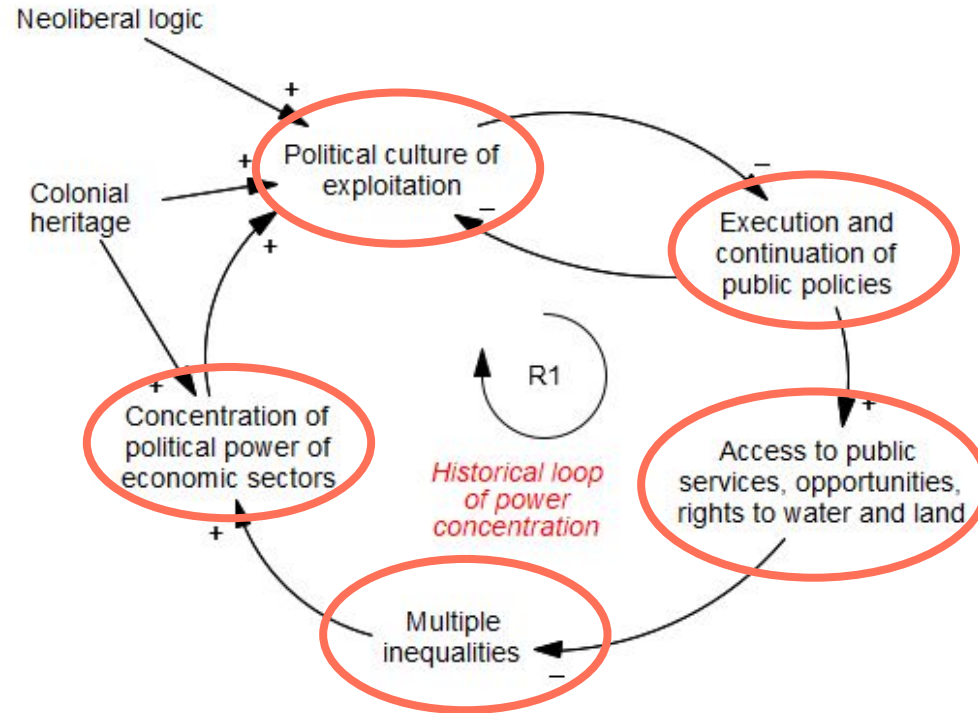 Neoliberal logic
+
Political culture of
exploitation
+
–
–
+
Colonial
heritage
Execution and
continuation of
public policies
R1
+
Concentration of
political power of
economic sectors
+
+
Historical loop
of power
concentration
Access to public
services, opportunities,
rights to water and land
Multiple
inequalities
–